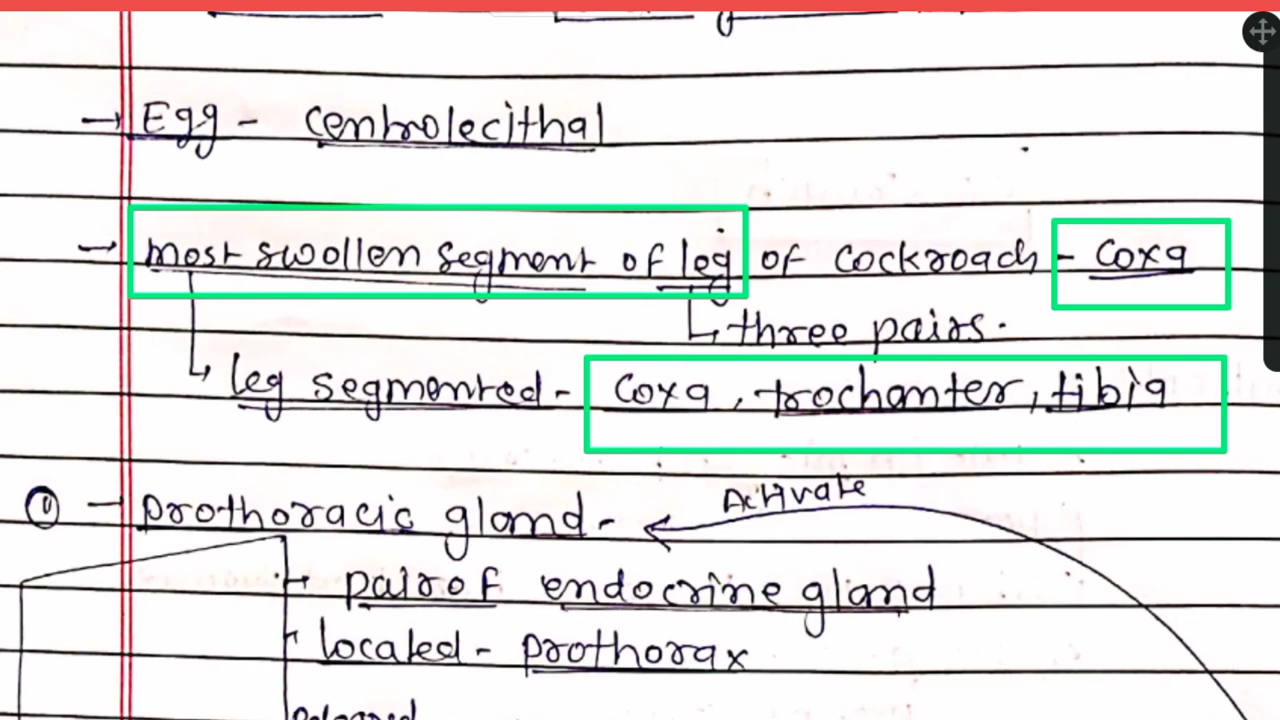 → Egg - centrolecithal
→ most swollen segment of leg of cockroach - coxa
↳ three pairs.
↳ leg segmented - coxa, trochanter, tibia
① - prothoracic gland -
Activate
→ pair of endocrine gland
located - prothorax